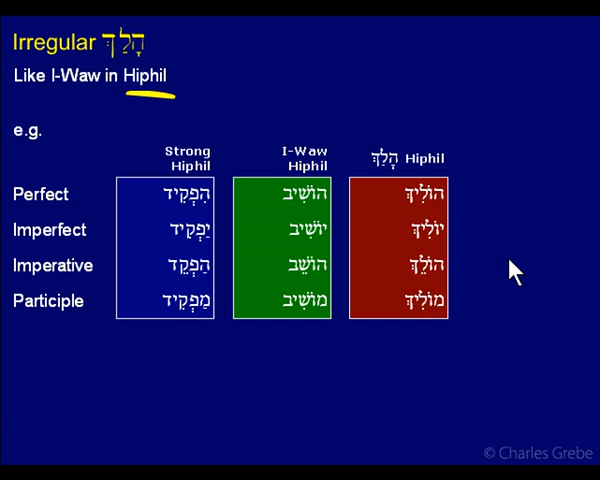 Irregular הָלַךְ
Like I-Waw in Hiphil
e.g.
Strong Hiphil I-Waw Hiphil הָלַךְ Hiphil
Perfect הִפְקִיד הוֹשִׁיב הוֹלִיךְ
Imperfect יַפְקִיד יוֹשִׁיב יוֹלִיךְ
Imperative הַפְקֵד הוֹשֵׁב הוֹלֵךְ
Participle מַפְקִיד מוֹשִׁיב מוֹלִיךְ
© Charles Grebe